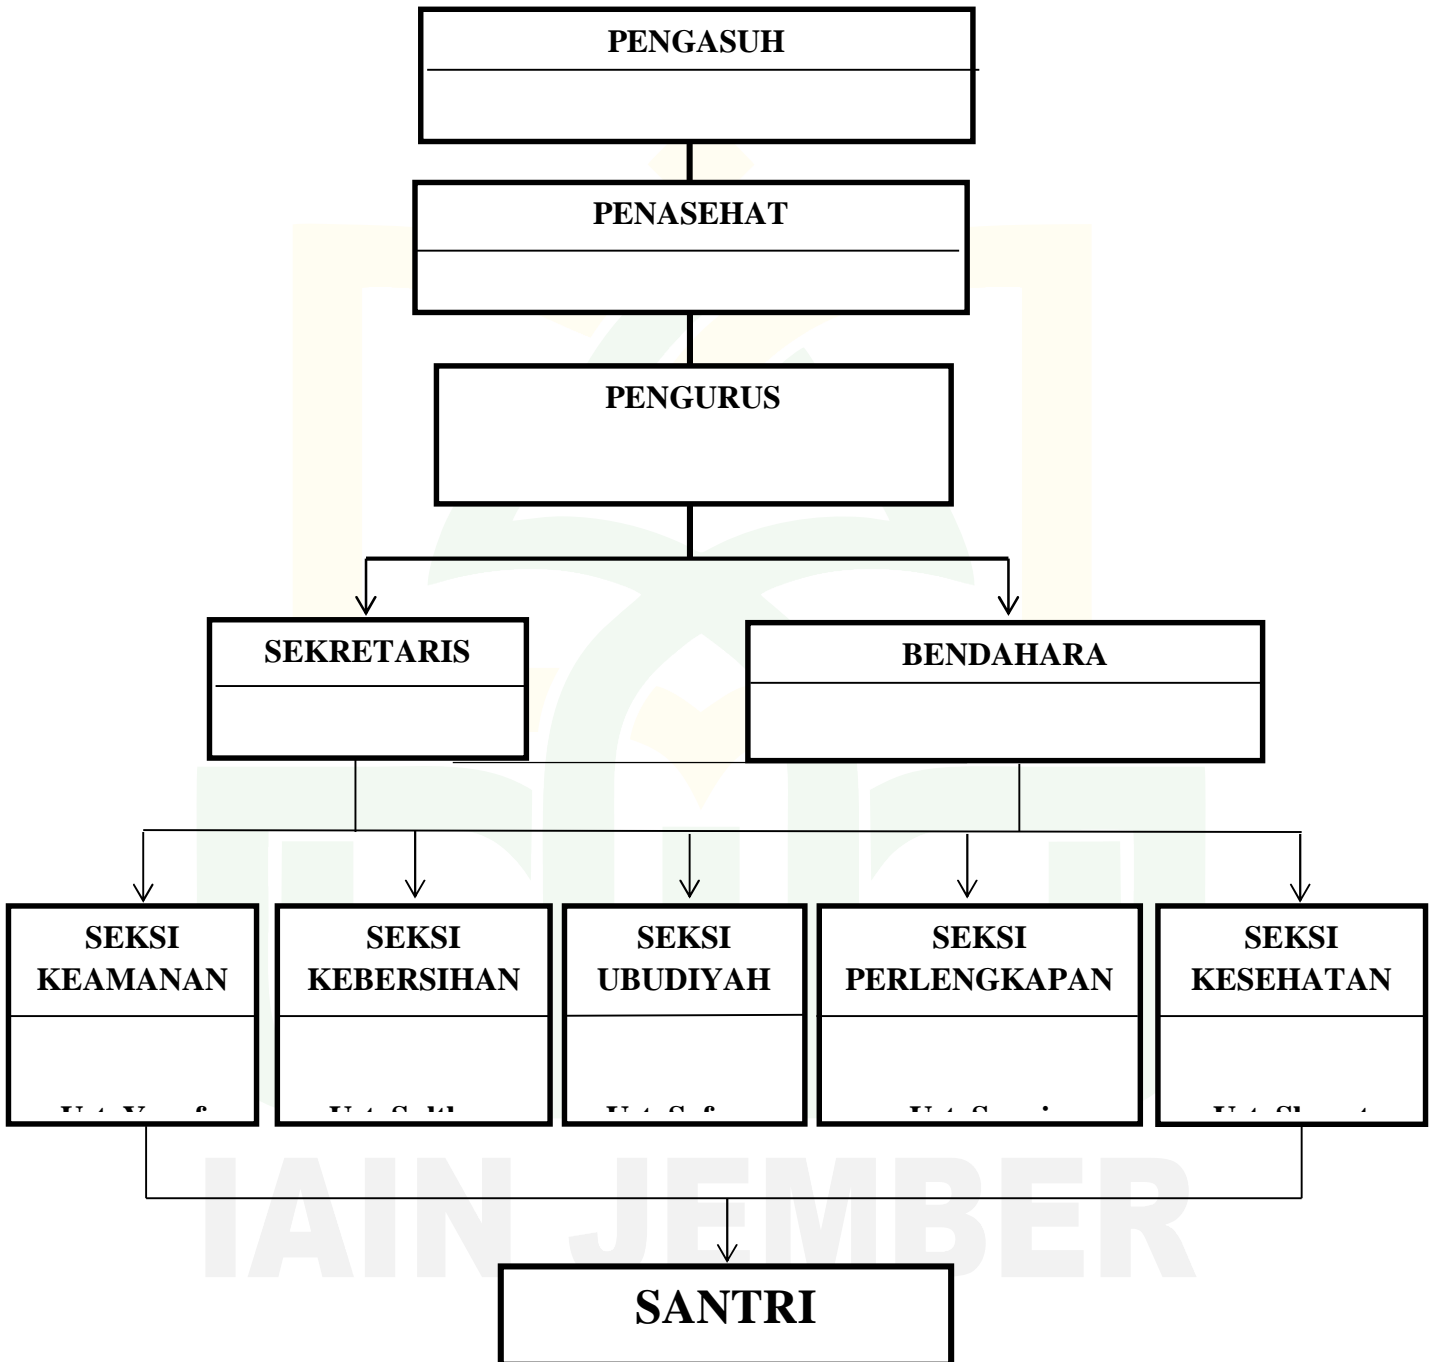 PENGASUH
PENASEHAT
PENGURUS
SEKRETARIS
BENDAHARA
SEKSI
KEAMANAN
SEKSI
KEBERSIHAN
SEKSI
UBUDIYAH
SEKSI
PERLENGKAPAN
SEKSI
KESEHATAN
IAIN JEMBER
SANTRI